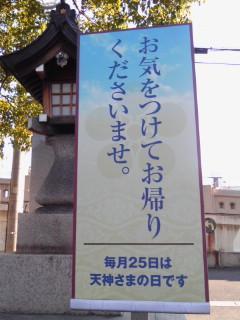 お気をつけてお帰り
くださいませ。
毎月25日は
天神さまの日です